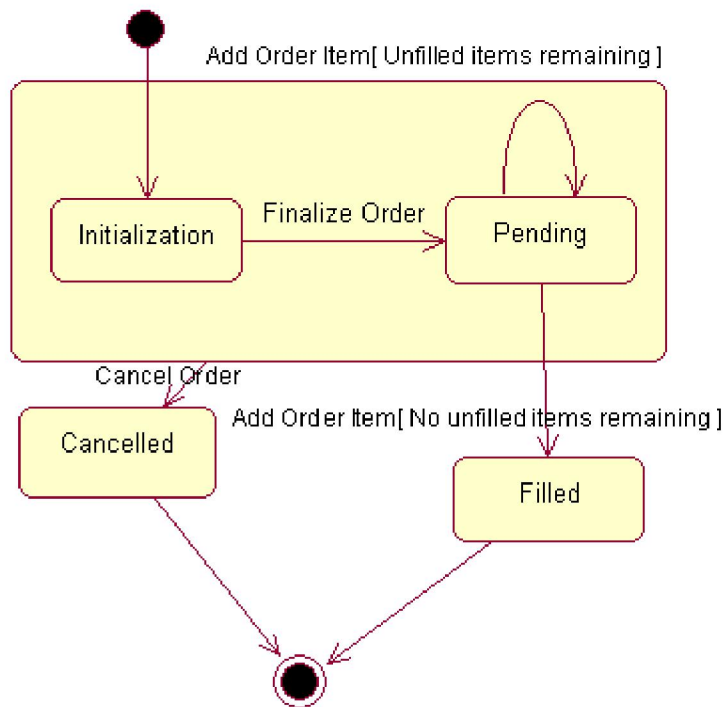 Add Order Item[ Unfilled items remaining ]
Finalize Order
Initialization
Pending
Cancel Order
Add Order Item[ No unfilled items remaining ]
Cancelled
Filled